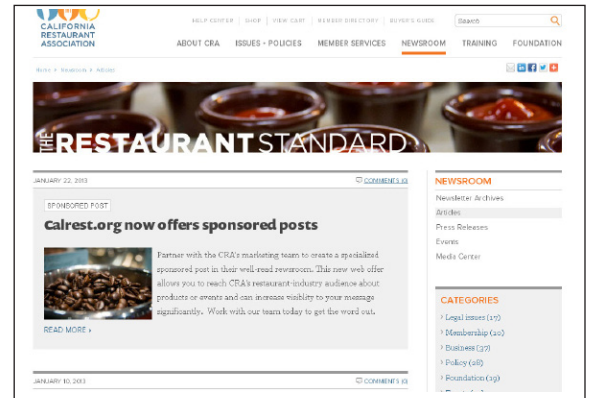 HELP CENTER | SHOP | VIEW CART | MEMBER DIRECTORY | BUYER'S GUIDE
Search
CALIFORNIA
RESTAURANT
ASSOCIATION
ABOUT CRA ISSUES + POLICIES MEMBER SERVICES NEWSROOM TRAINING FOUNDATION
Home > Newsroom > Articles
THE RESTAURANT STANDARD
JANUARY 22, 2013
COMMENTS (0)
SPONSORED POST
Calrest.org now offers sponsored posts
Partner with the CRA's marketing team to create a specialized
sponsored post in their well-read newsroom. This new web offer
allows you to reach CRA's restaurant-industry audience about
products or events and can increase visiblity to your message
significantly. Work with our team today to get the word out.
READ MORE ›
JANUARY 10, 2013
COMMENTS (0)
NEWSROOM
Newsletter Archives
Articles
Press Releases
Events
Media Center
CATEGORIES
› Legal issues (17)
› Membership (20)
› Business (37)
› Policy (28)
› Foundation (19)